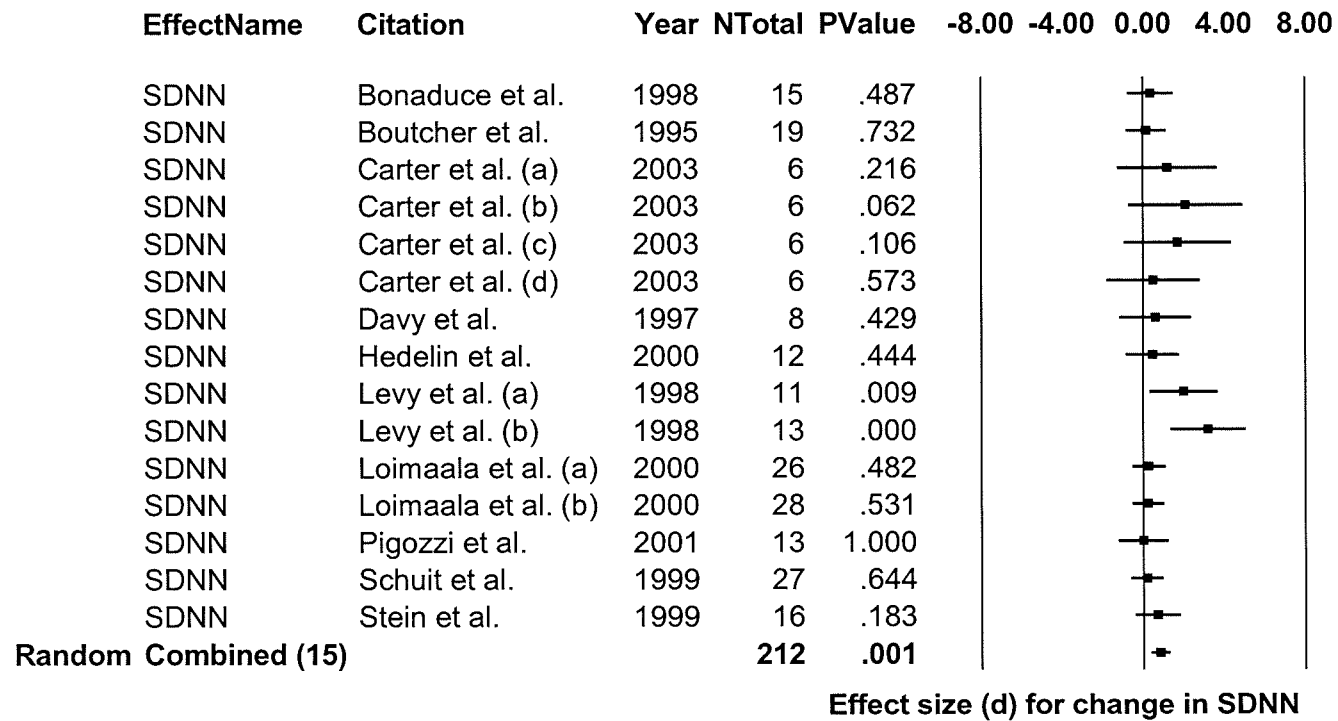 EffectName Citation Year NTotal PValue -8.00 -4.00 0.00 4.00 8.00
SDNN Bonaduce et al. 1998 15 .487
SDNN Boutcher et al. 1995 19 .732
SDNN Carter et al. (a) 2003 6 .216
SDNN Carter et al. (b) 2003 6 .062
SDNN Carter et al. (c) 2003 6 .106
SDNN Carter et al. (d) 2003 6 .573
SDNN Davy et al. 1997 8 .429
SDNN Hedelin et al. 2000 12 .444
SDNN Levy et al. (a) 1998 11 .009
SDNN Levy et al. (b) 1998 13 .000
SDNN Loimaala et al. (a) 2000 26 .482
SDNN Loimaala et al. (b) 2000 28 .531
SDNN Pigozzi et al. 2001 13 1.000
SDNN Schuit et al. 1999 27 .644
SDNN Stein et al. 1999 16 .183
Random Combined (15) 212 .001
Effect size (d) for change in SDNN